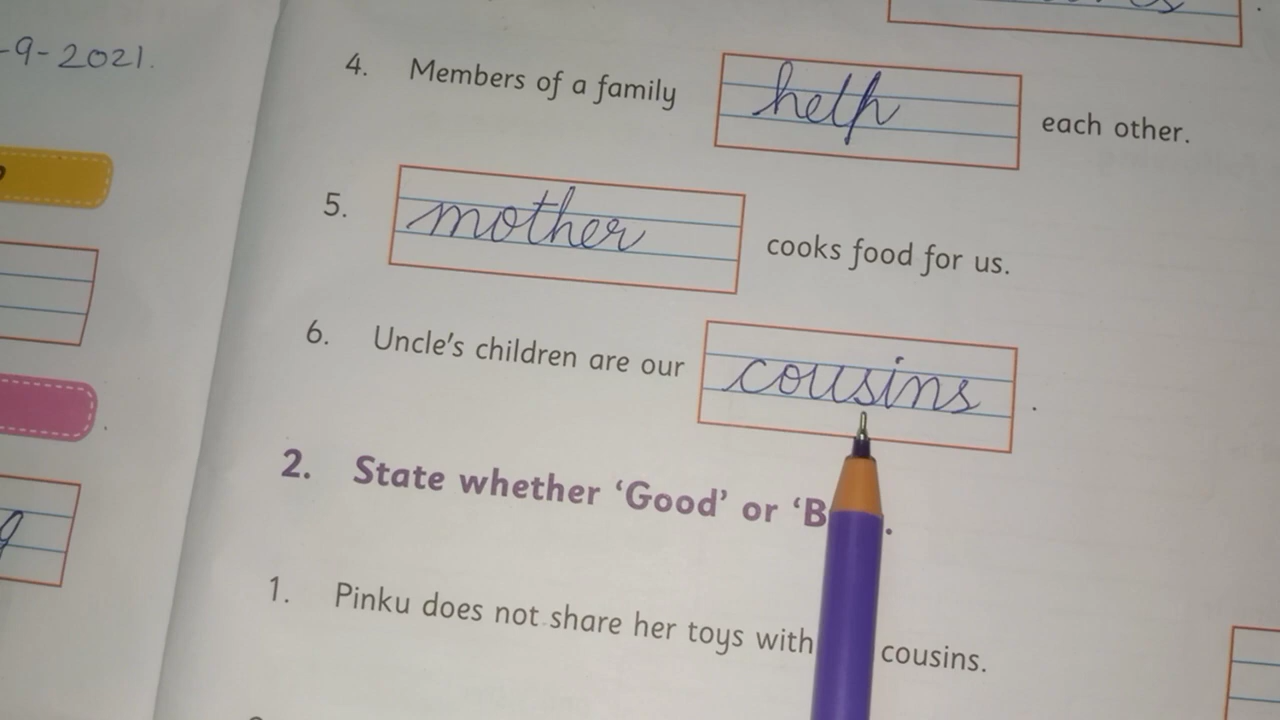 -9-2021.
4. Members of a family help each other.
5. mother cooks food for us.
6. Uncle's children are our cousins.
2. State whether 'Good' or 'B .
1. Pinku does not share her toys with cousins.